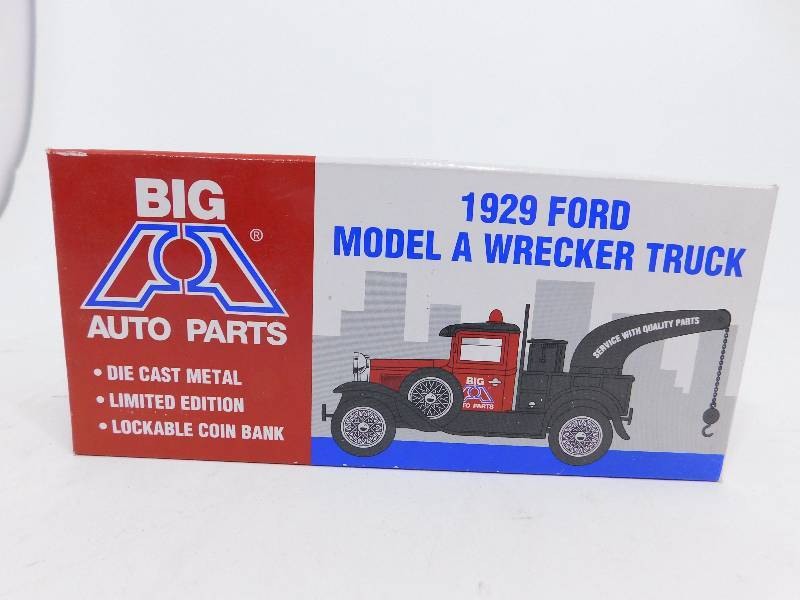 BIG
A ®
AUTO PARTS
• DIE CAST METAL
• LIMITED EDITION
• LOCKABLE COIN BANK
1929 FORD
MODEL A WRECKER TRUCK
SERVICE WITH QUALITY PARTS
BIG
A
AUTO PARTS